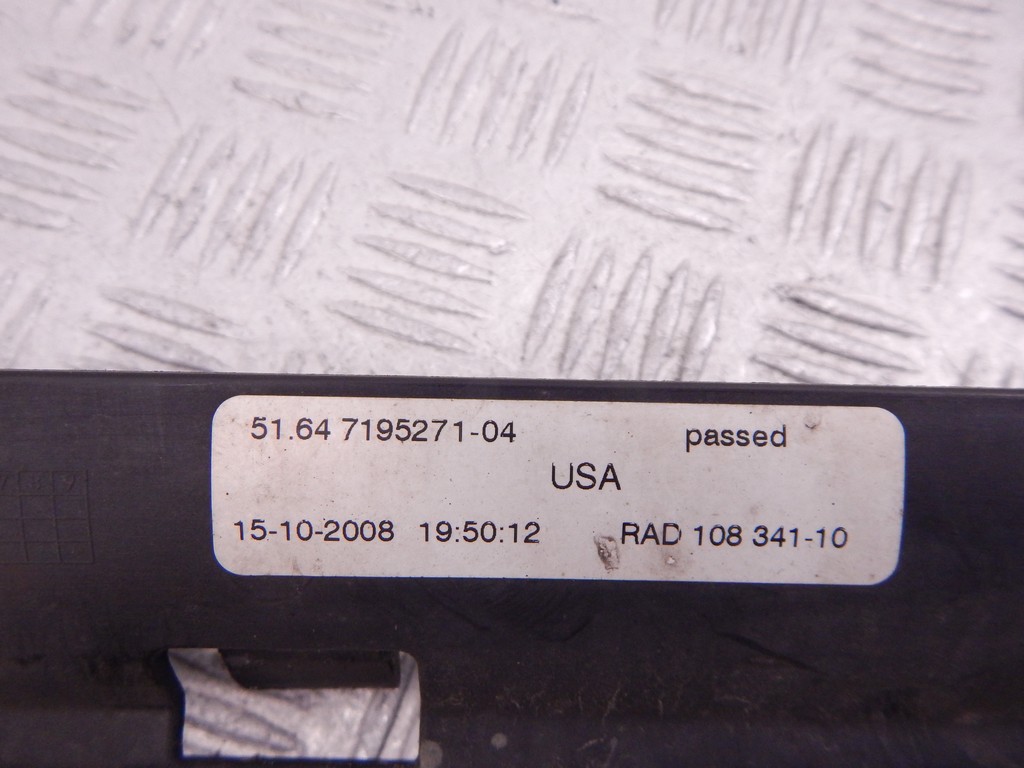 51.64 7195271-04 passed
USA
15-10-2008 19:50:12 RAD 108 341-10